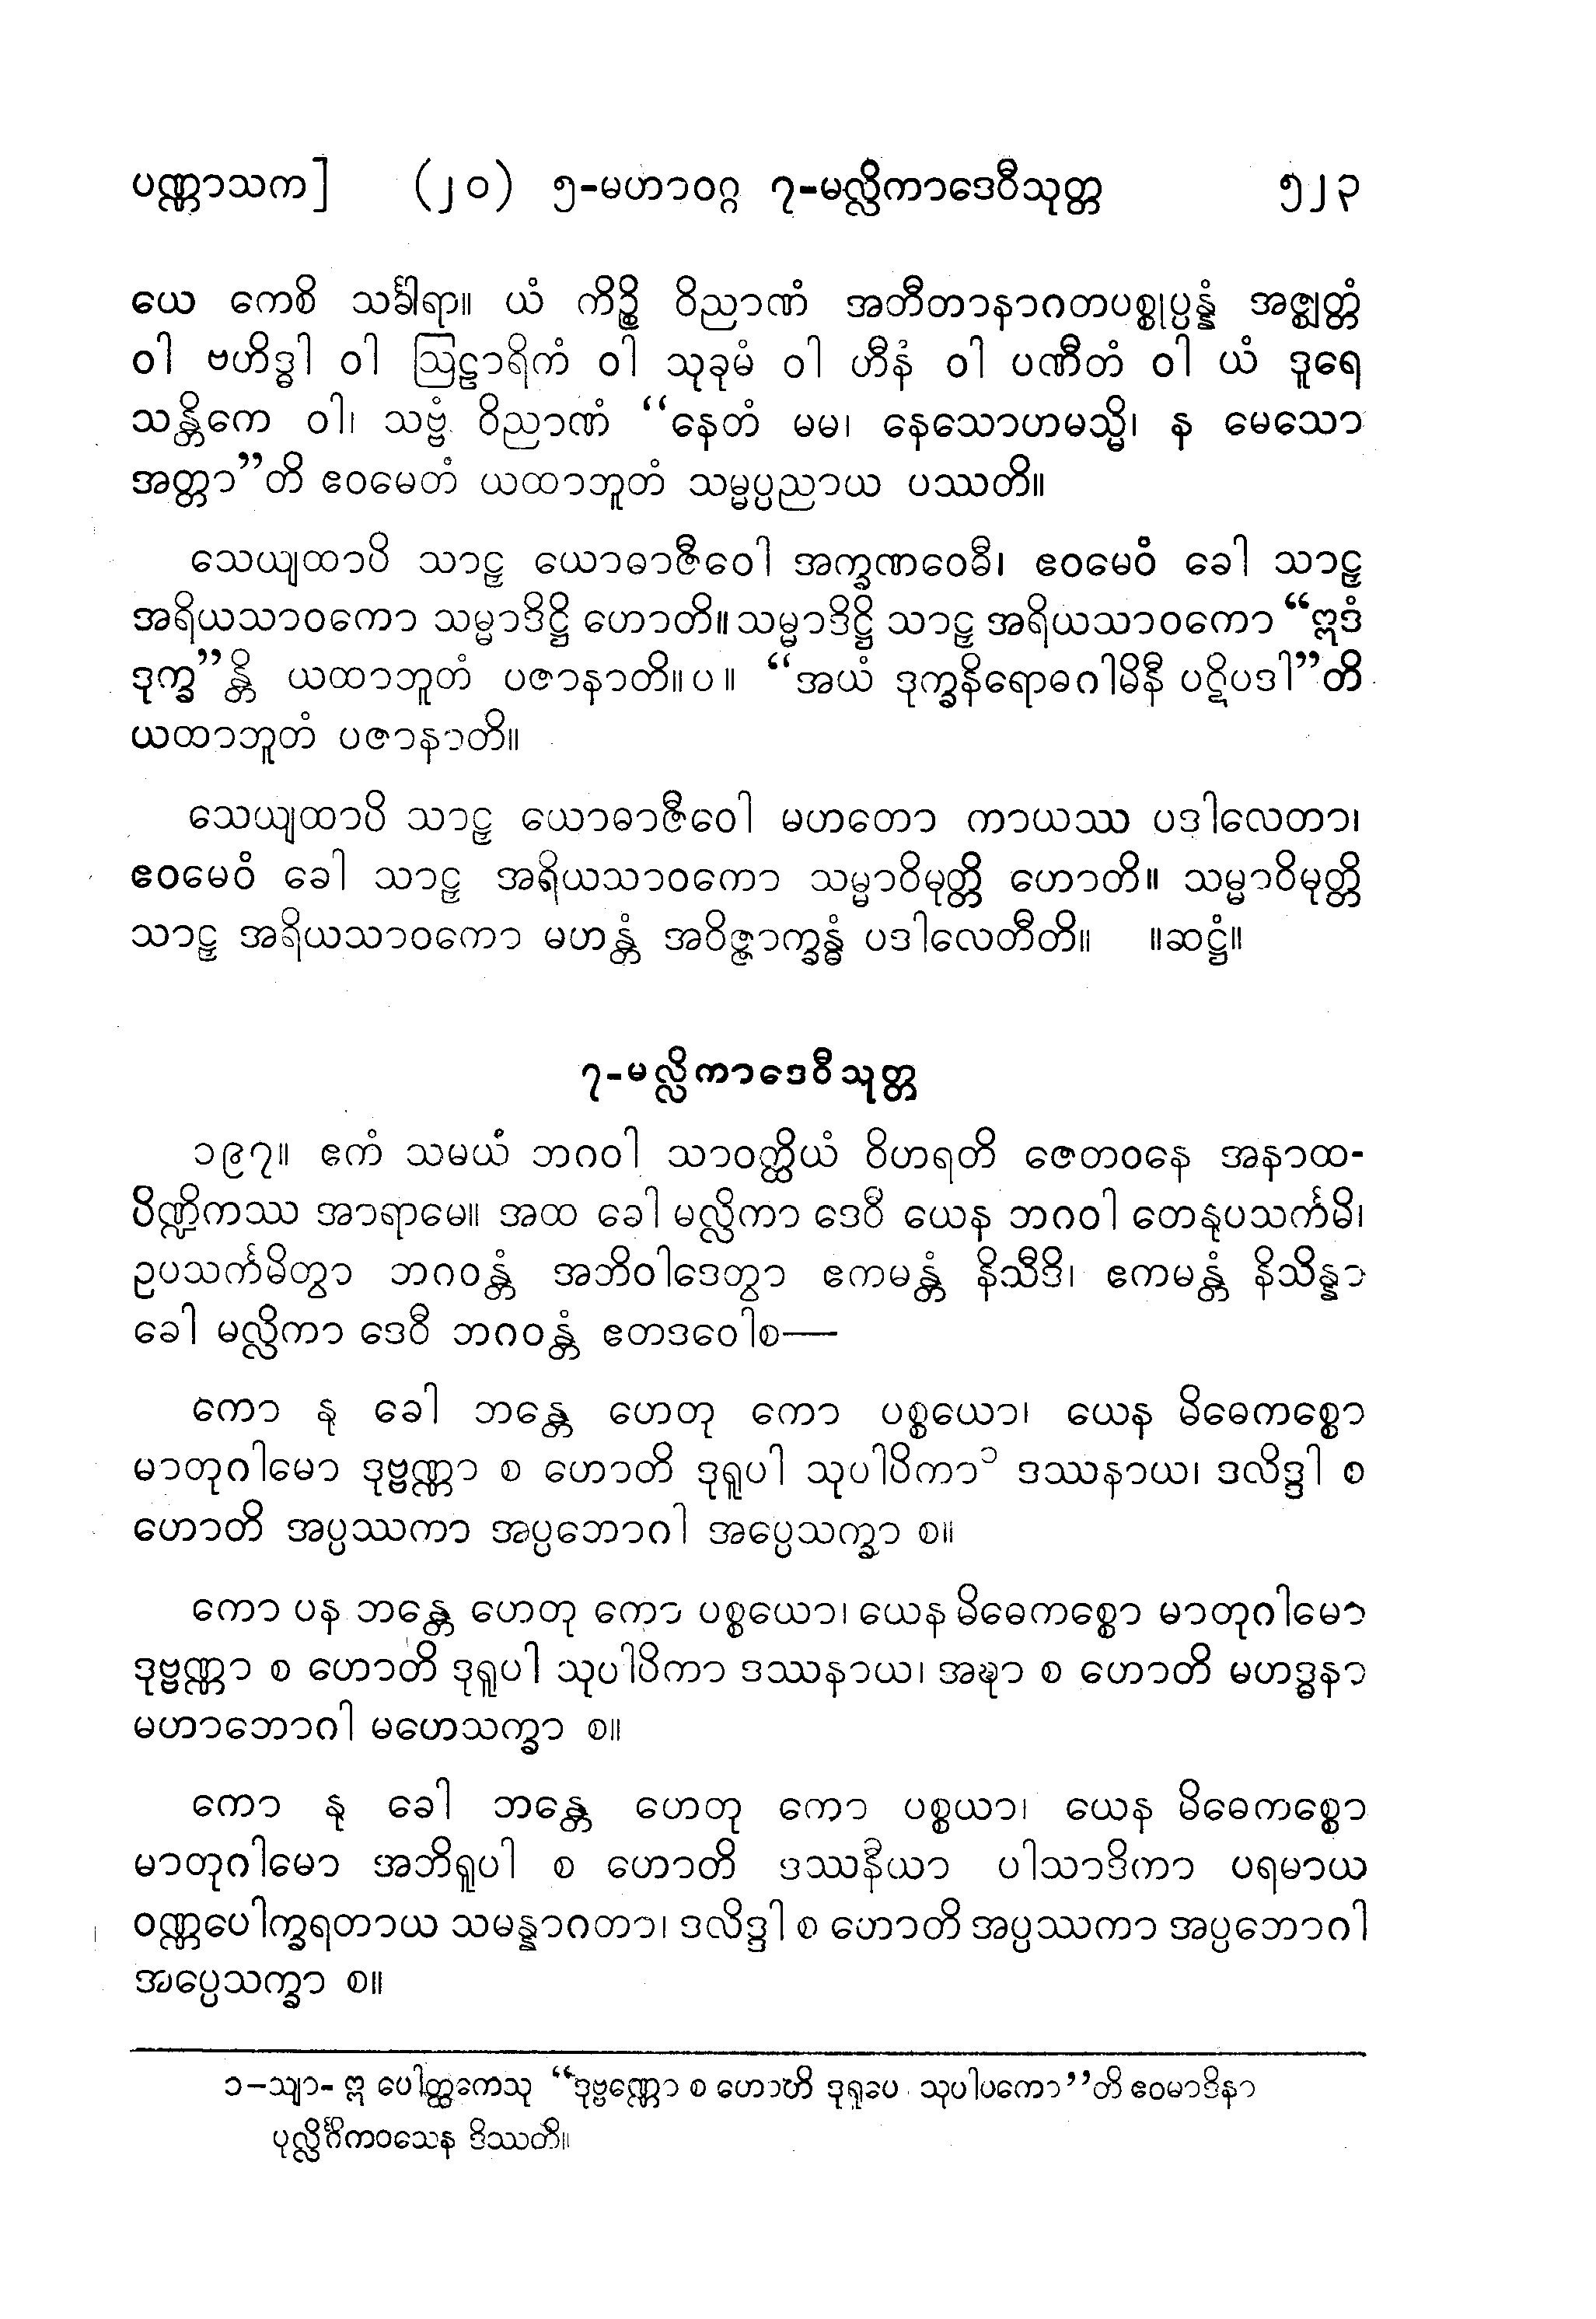 ပဏ္ဏာသက] (၂၀) ၅-မဟာဝဂ္ဂ ၇-မလ္လိကာဒေဝီသုတ္တ ၅၂၃
ယေ ကေစိ သင်္ခါရာ။ ယံ ကိဉ္စိ ဝိညာဏံ အတီတာနာဂတပစ္စုပ္ပန္နံ အဇ္ဈတ္တံ
ဝါ ဗဟိဒ္ဓါ ဝါ ဩဠာရိကံ ဝါ သုခုမံ ဝါ ဟီနံ ဝါ ပဏီတံ ဝါ ယံ ဒူရေ
သန္တိကေ ဝါ၊ သဗ္ဗံ ဝိညာဏံ “နေတံ မမ၊ နေသောဟမသ္မိ၊ န မေသော
အတ္တာ”တိ ဧဝမေတံ ယထာဘူတံ သမ္မပ္ပညာယ ပဿတိ။
သေယျထာပိ သာဠှ ယောဓာဇီဝေါ အက္ခဏဝေဓီ၊ ဧဝမေဝံ ခေါ သာဠှ
အရိယသာဝကော သမ္မာဒိဋ္ဌိ ဟောတိ။ သမ္မာဒိဋ္ဌိ သာဠှ အရိယသာဝကော “ဣဒံ
ဒုက္ခ”န္တိ ယထာဘူတံ ပဇာနာတိ။ပ။ “အယံ ဒုက္ခနိရောဓဂါမိနီ ပဋိပဒါ”တိ
ယထာဘူတံ ပဇာနာတိ။
သေယျထာပိ သာဠှ ယောဓာဇီဝေါ မဟတော ကာယဿ ပဒါလေတာ၊
ဧဝမေဝံ ခေါ သာဠှ အရိယသာဝကော သမ္မာဝိမုတ္တိ ဟောတိ။ သမ္မာဝိမုတ္တိ
သာဠှ အရိယသာဝကော မဟန္တံ အဝိဇ္ဇာက္ခန္ဓံ ပဒါလေတီတိ။ ။ဆဋ္ဌံ။
၇-မလ္လိကာဒေဝီသုတ္တ
၁၉၇။ ဧကံ သမယံ ဘဂဝါ သာဝတ္ထိယံ ဝိဟရတိ ဇေတဝနေ အနာထ-
ပိဏ္ဍိကဿ အာရာမေ။ အထ ခေါ မလ္လိကာ ဒေဝီ ယေန ဘဂဝါ တေနုပသင်္ကမိ၊
ဥပသင်္ကမိတွာ ဘဂဝန္တံ အဘိဝါဒေတွာ ဧကမန္တံ နိသီဒိ၊ ဧကမန္တံ နိသိန္နာ
ခေါ မလ္လိကာ ဒေဝီ ဘဂဝန္တံ ဧတဒဝေါစ—
ကော နု ခေါ ဘန္တေ ဟေတု ကော ပစ္စယော၊ ယေန မိဓေကစ္စော
မာတုဂါမော ဒုဗ္ဗဏ္ဏာ စ ဟောတိ ဒုရူပါ သုပါပိကာ၁ ဒဿနာယ၊ ဒလိဒ္ဒါ စ
ဟောတိ အပ္ပဿကာ အပ္ပဘောဂါ အပ္ပေသက္ခာ စ။
ကော ပန ဘန္တေ ဟေတု ကော ပစ္စယော၊ ယေန မိဓေကစ္စော မာတုဂါမော
ဒုဗ္ဗဏ္ဏာ စ ဟောတိ ဒုရူပါ သုပါပိကာ ဒဿနာယ၊ အဍ္ဎာ စ ဟောတိ မဟဒ္ဓနာ
မဟာဘောဂါ မဟေသက္ခာ စ။
ကော နု ခေါ ဘန္တေ ဟေတု ကော ပစ္စယာ၊ ယေန မိဓေကစ္စော
မာတုဂါမော အဘိရူပါ စ ဟောတိ ဒဿနီယာ ပါသာဒိကာ ပရမာယ
ဝဏ္ဏပေါက္ခရတာယ သမန္နာဂတာ၊ ဒလိဒ္ဒါ စ ဟောတိ အပ္ပဿကာ အပ္ပဘောဂါ
အပ္ပေသက္ခာ စ။
၁-သျာ-ဣ ပေါတ္ထကေသု “ဒုဗ္ဗဏ္ဏော စ ဟောတိ ဒုရူပေ သုပါပကော”တိ ဧဝမာဒိနာ
ပုလ္လိင်္ဂိကဝသေန ဒိဿတိ။